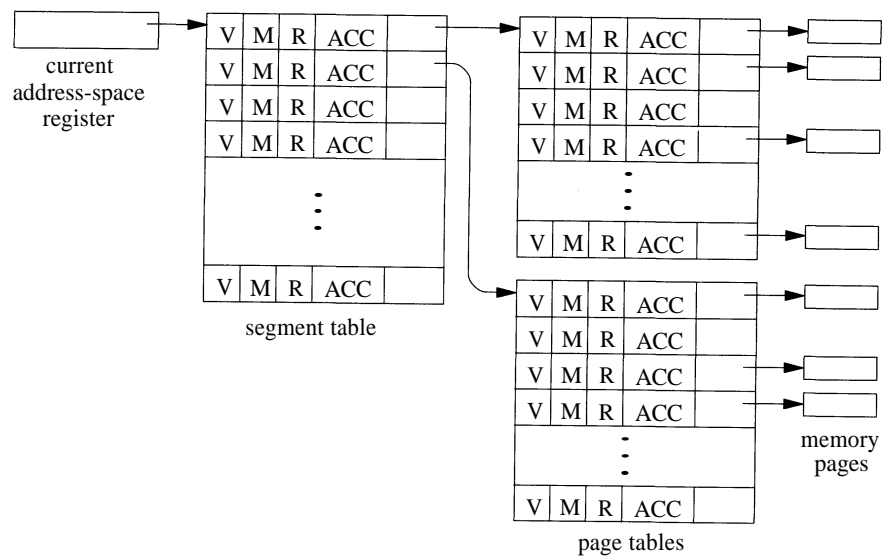 V M R ACC
V M R ACC
V M R ACC
V M R ACC
V M R ACC
current
address-space
register
segment table
V M R ACC
V M R ACC
V M R ACC
V M R ACC
V M R ACC
V M R ACC
V M R ACC
V M R ACC
V M R ACC
V M R ACC
page tables
memory
pages